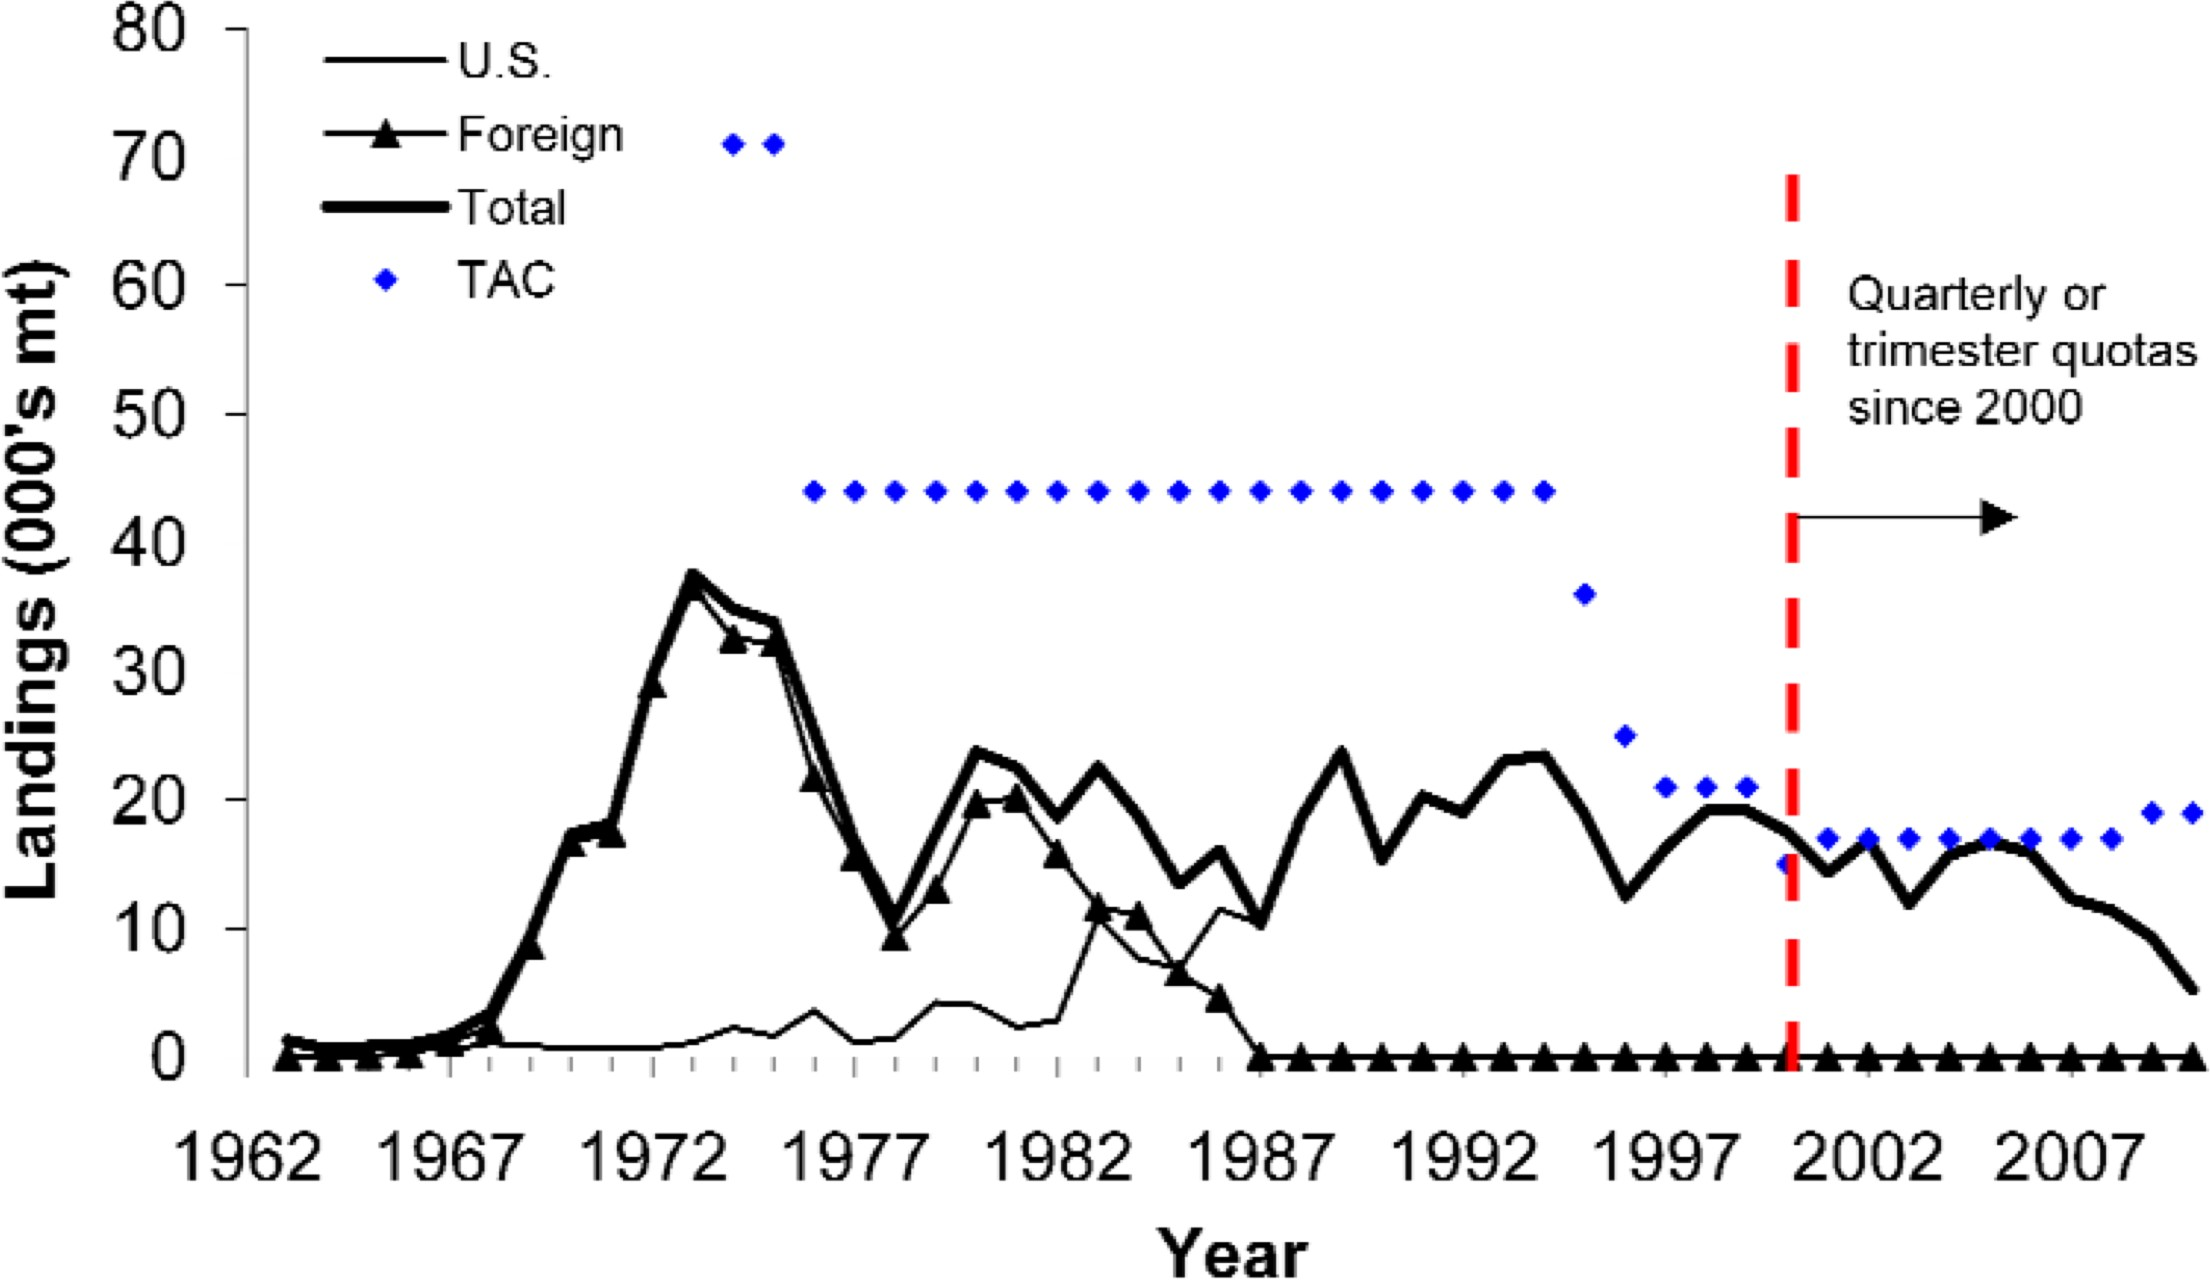 80
70
60
50
40
30
20
10
0
Landings (000's mt)
U.S.
Foreign
Total
TAC
Quarterly or
trimester quotas
since 2000
1962 1967 1972 1977 1982 1987 1992 1997 2002 2007
Year